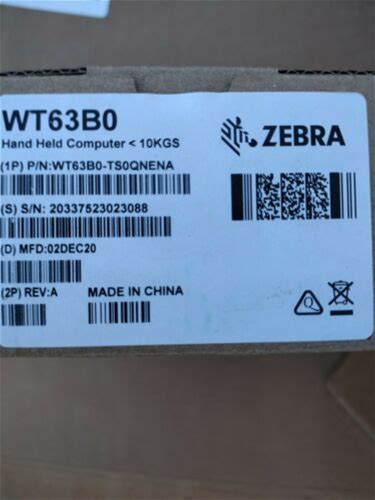 WT63B0
ZEBRA
Hand Held Computer < 10KGS
(1P) P/N:WT63B0-TS0QNENA
(S) S/N: 20337523023088
(D) MFD:02DEC20
(2P) REV:A MADE IN CHINA
Q